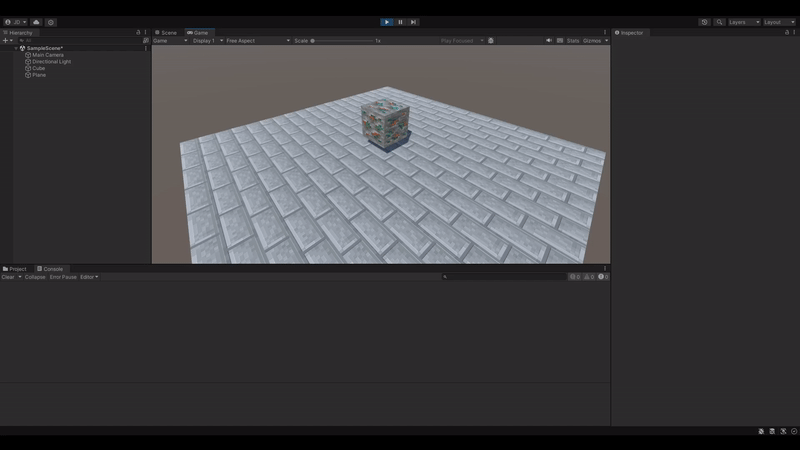 JD
Layers
Layout
Hierarchy
Scene
Game
Inspector
All
Game
Display 1
Free Aspect
Scale
1x
Play Focused
Stats
Gizmos
SampleScene*
Main Camera
Directional Light
Cube
Plane
Project
Console
Clear
Collapse
Error Pause
Editor
0
0
0